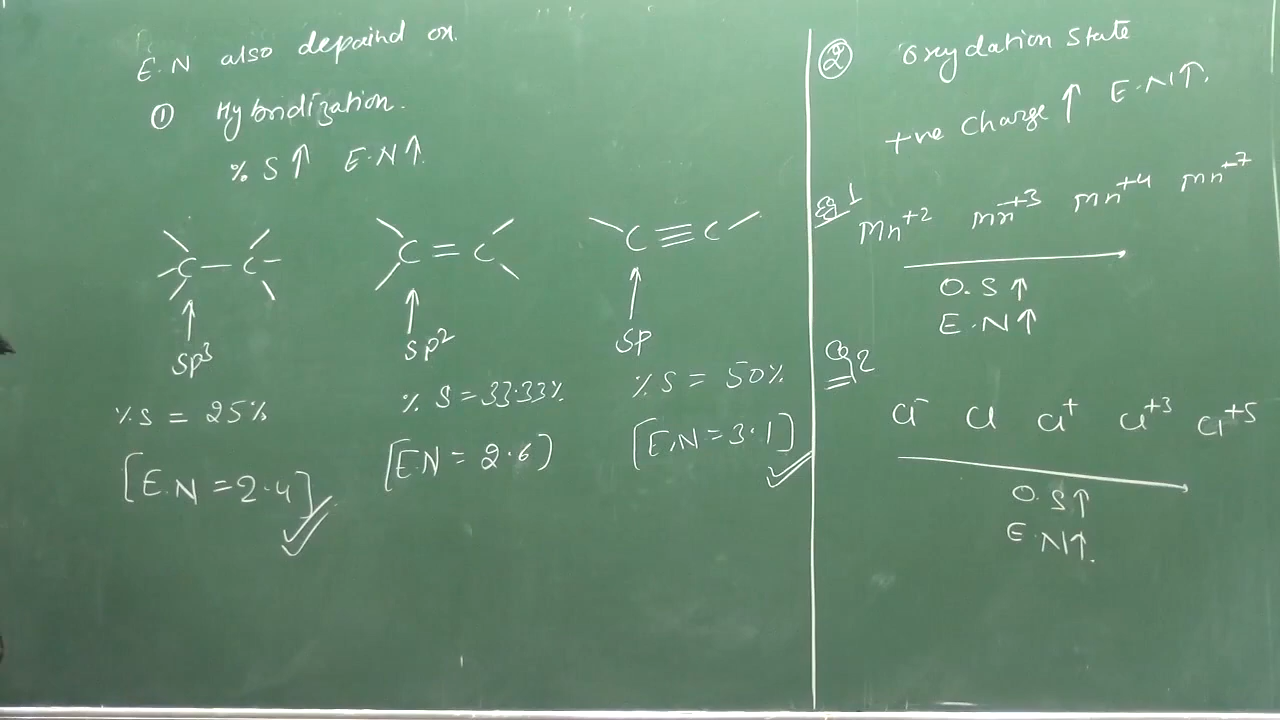 E.N also depaind on.
① Hybridization.
% S ↑ E.N ↑.
C – C
C = C
C ≡ C
Sp³
Sp²
Sp
% S = 25%
% S = 33.33%
% S = 50%
[E.N = 2.4]
[E.N = 2.6)
[E.N = 3.1]
② Oxydation State
+ve Charge ↑ E.N ↑.
Eg 1
Mn⁺² Mn⁺³ Mn⁺⁴ Mn⁺⁷
O.S ↑
E.N ↑
Eg 2
Cl⁻ Cl Cl⁺ Cl⁺³ Cl⁺⁵
O.S ↑
E.N ↑.